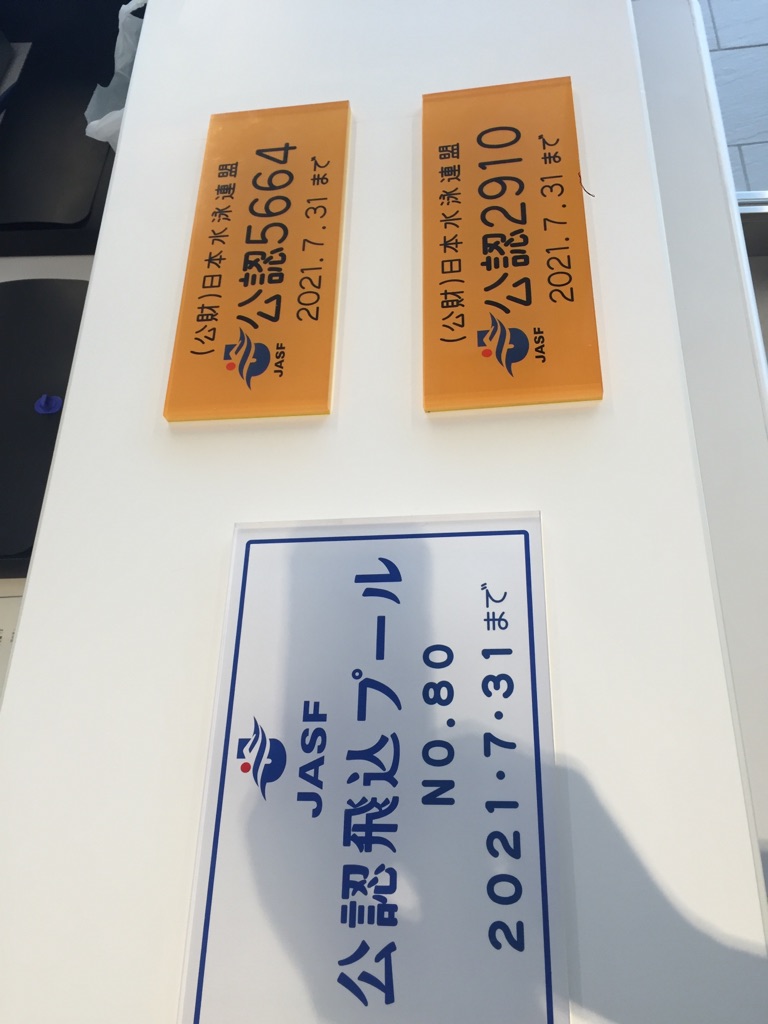 (公財)日本水泳連盟
公認5664
JASF
2021.7.31まで
(公財)日本水泳連盟
公認2910
JASF
2021.7.31まで
JASF
公認飛込プール
NO.80
2021・7・31まで